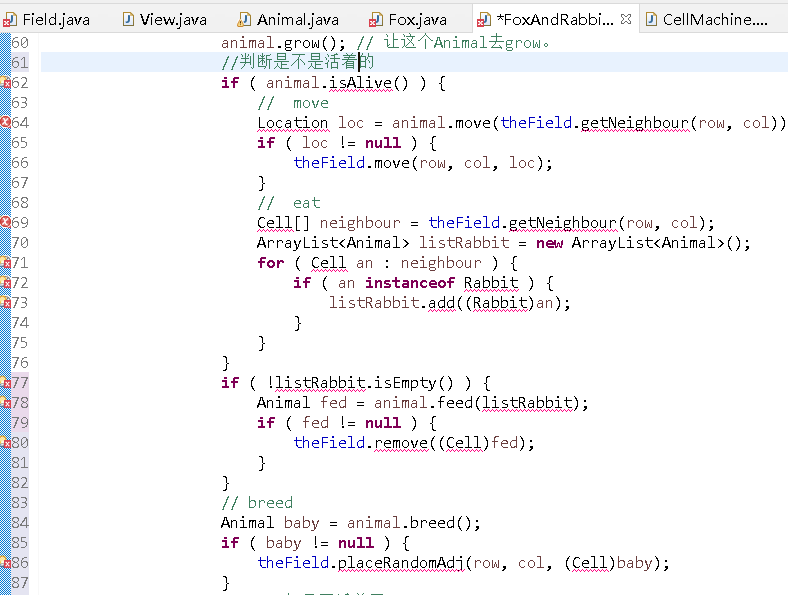 Field.java View.java Animal.java Fox.java *FoxAndRabbi... CellMachine....
60 animal.grow(); // 让这个Animal去grow。
61 //判断是不是活着的
62 if ( animal.isAlive() ) {
63 // move
64 Location loc = animal.move(theField.getNeighbour(row, col))
65 if ( loc != null ) {
66 theField.move(row, col, loc);
67 }
68 // eat
69 Cell[] neighbour = theField.getNeighbour(row, col);
70 ArrayList<Animal> listRabbit = new ArrayList<Animal>();
71 for ( Cell an : neighbour ) {
72 if ( an instanceof Rabbit ) {
73 listRabbit.add((Rabbit)an);
74 }
75 }
76 }
77 if ( !listRabbit.isEmpty() ) {
78 Animal fed = animal.feed(listRabbit);
79 if ( fed != null ) {
80 theField.remove((Cell)fed);
81 }
82 }
83 // breed
84 Animal baby = animal.breed();
85 if ( baby != null ) {
86 theField.placeRandomAdj(row, col, (Cell)baby);
87 }